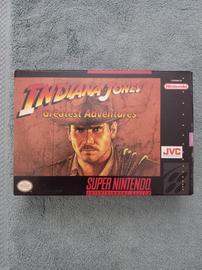 INDIANA JONES'
Greatest Adventures
Nintendo
JVC
SUPER NINTENDO
ENTERTAINMENT SYSTEM